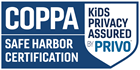 COPPA
SAFE HARBOR
CERTIFICATION
KiDS
PRIVACY
ASSURED
BY PRIVO